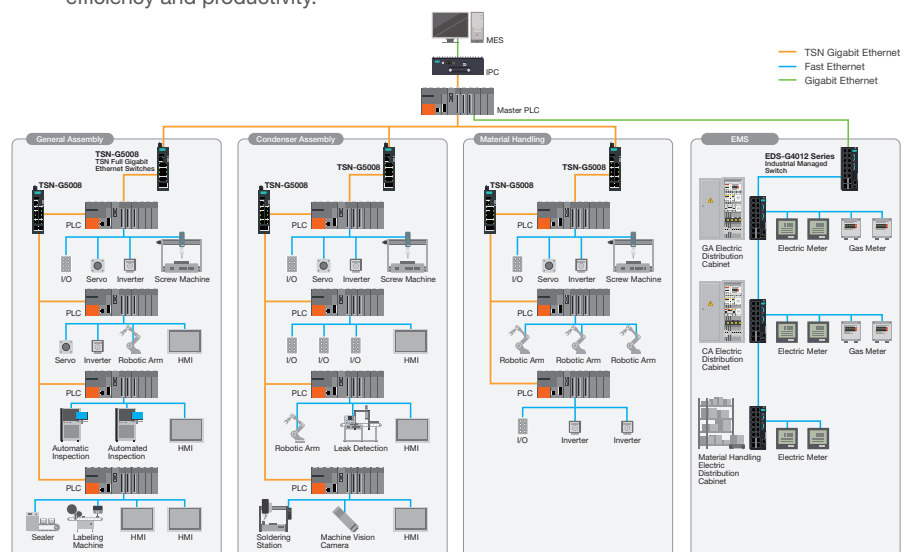 efficiency and productivity.
MES
IPC
Master PLC
TSN Gigabit Ethernet
Fast Ethernet
Gigabit Ethernet
General Assembly
TSN-G5008
TSN Full Gigabit
Ethernet Switches
TSN-G5008
PLC
I/O
Servo
Inverter
Screw Machine
PLC
Servo
Inverter
Robotic Arm
HMI
PLC
Automatic
Inspection
Automated
Inspection
HMI
PLC
Sealer
Labeling
Machine
HMI
HMI
Condenser Assembly
TSN-G5008
TSN-G5008
PLC
I/O
Servo
Inverter
Screw Machine
PLC
I/O
I/O
I/O
HMI
PLC
Robotic Arm
Leak Detection
HMI
PLC
Soldering
Station
Machine Vision
Camera
HMI
Material Handling
TSN-G5008
TSN-G5008
PLC
I/O
Servo
Inverter
Screw Machine
PLC
Robotic Arm
Robotic Arm
Robotic Arm
PLC
I/O
Inverter
Inverter
EMS
EDS-G4012 Series
Industrial Managed
Switch
GA Electric
Distribution
Cabinet
Electric Meter
Gas Meter
CA Electric
Distribution
Cabinet
Electric Meter
Gas Meter
Material Handling
Electric
Distribution
Cabinet
Electric Meter